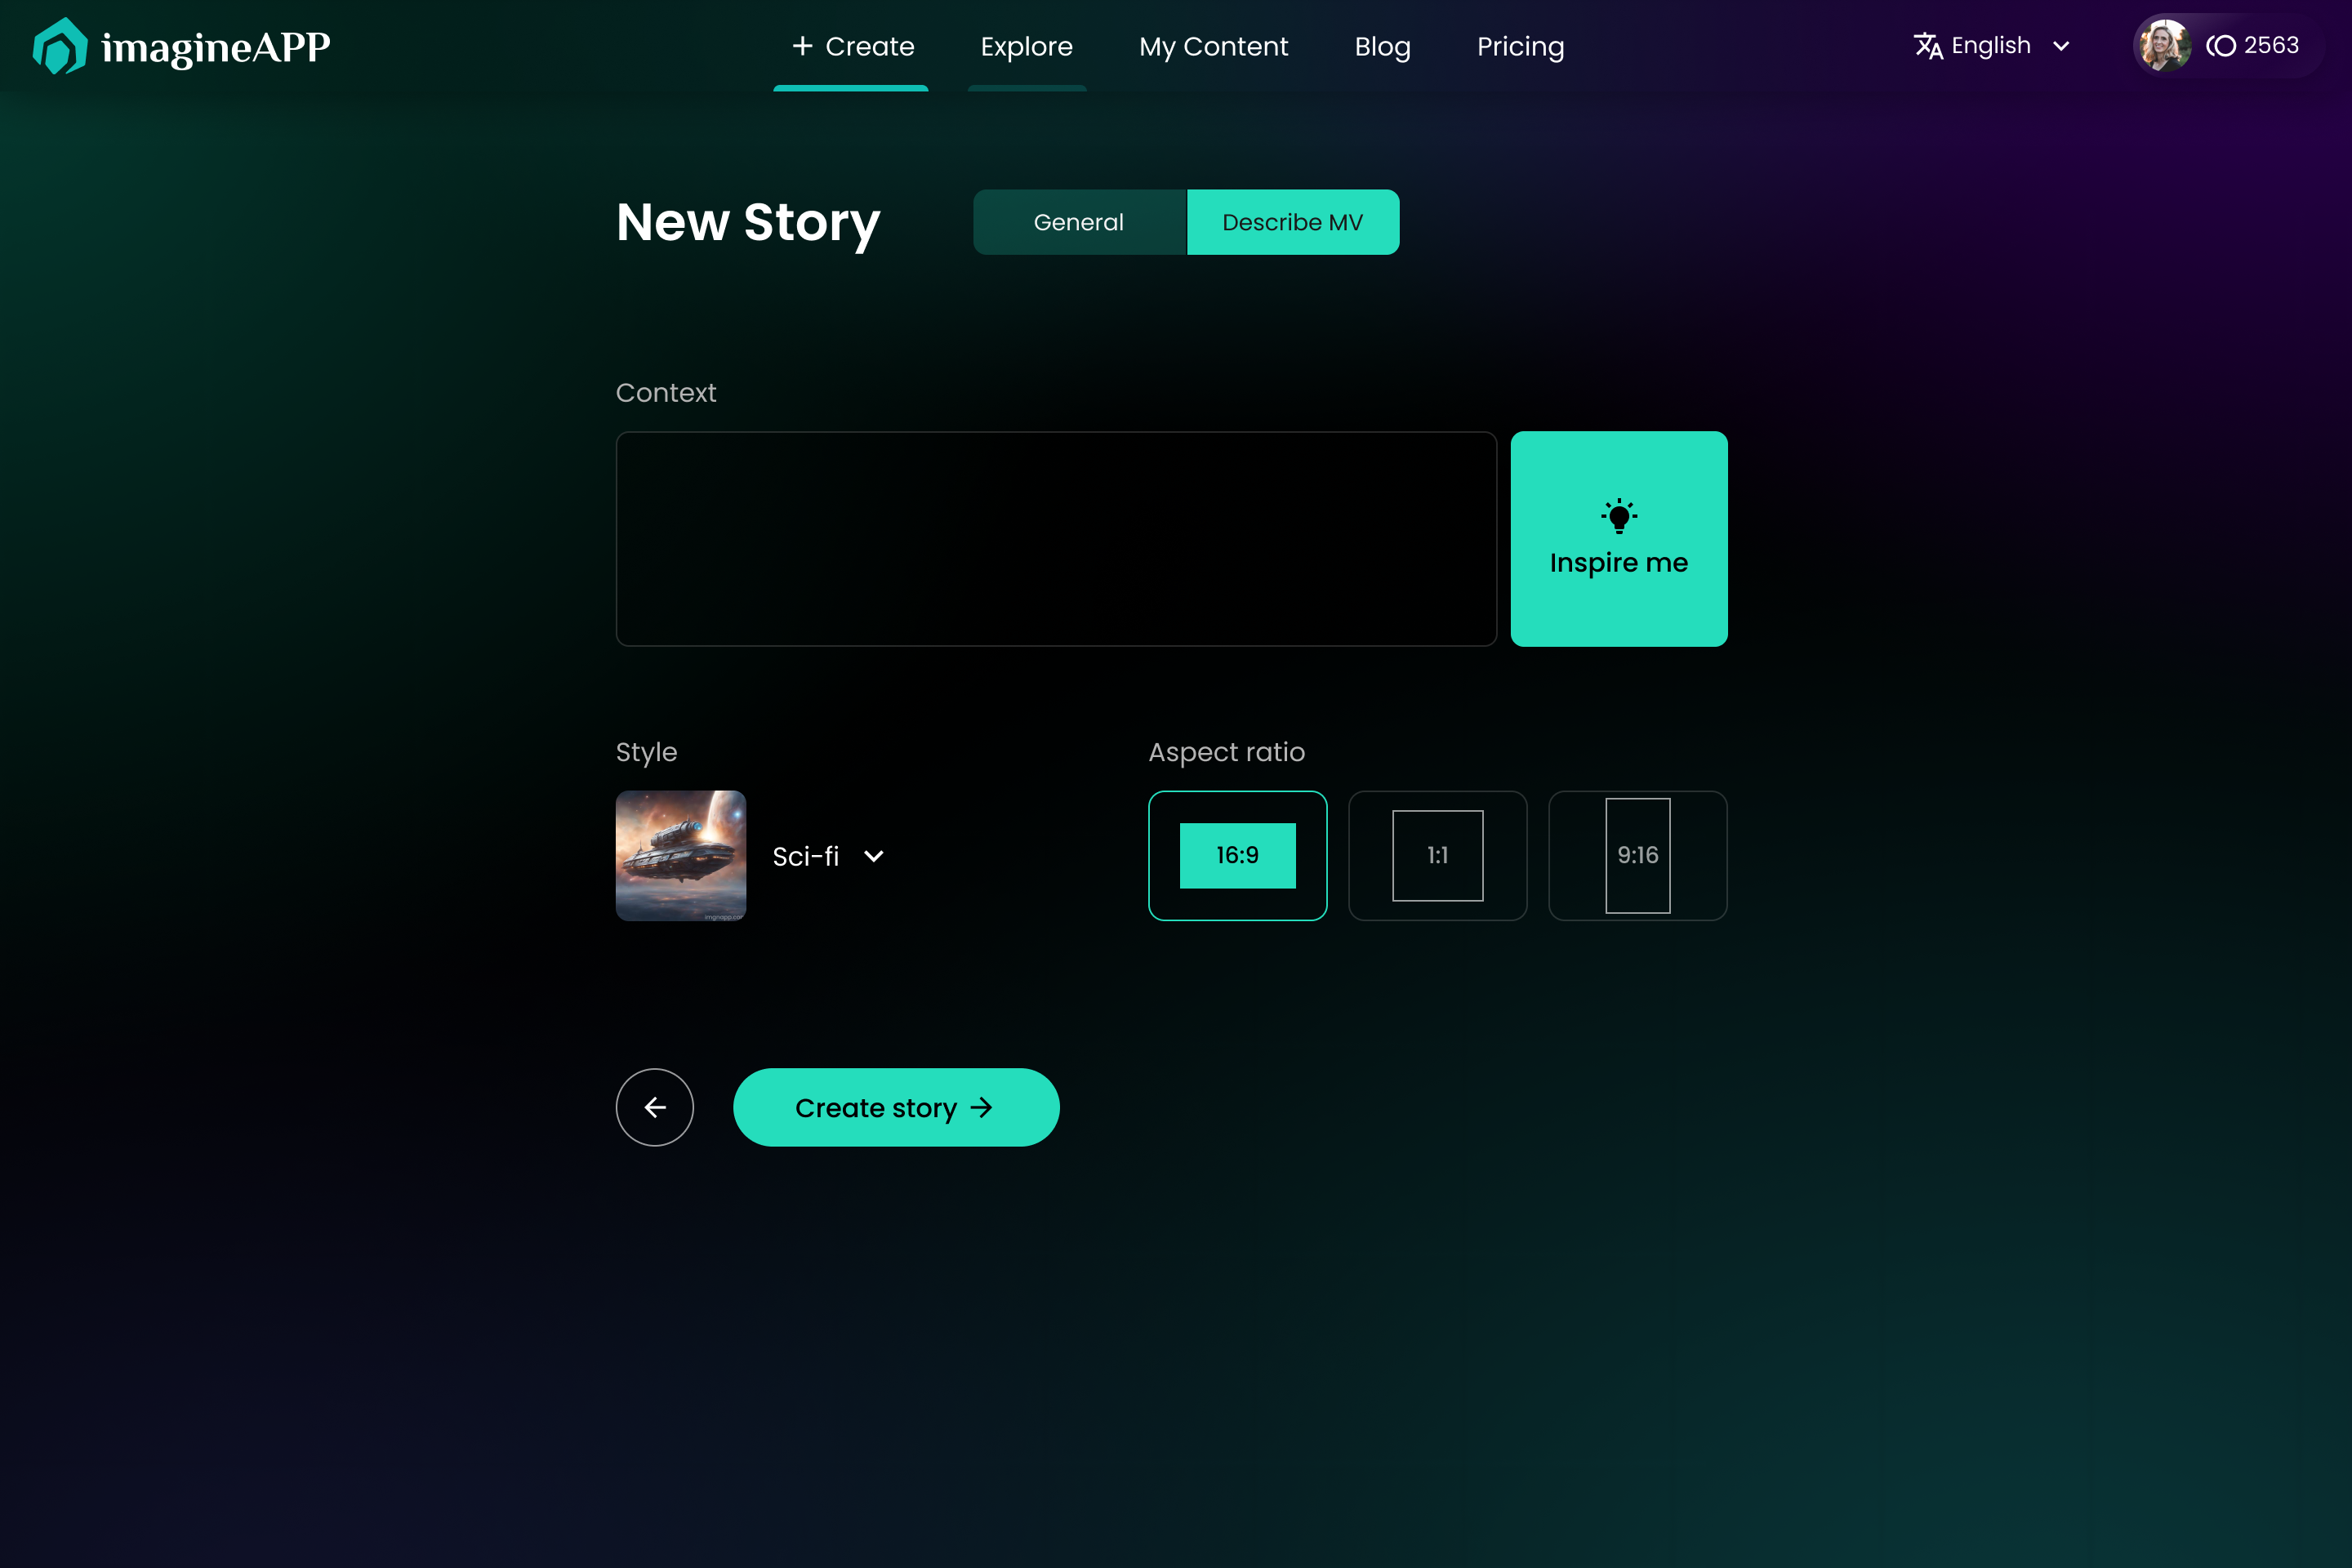 imagineAPP
+ Create
Explore
My Content
Blog
Pricing
English
2563
New Story
General
Describe MV
Context
Inspire me
Style
Sci-fi
Aspect ratio
16:9
1:1
9:16
Create story